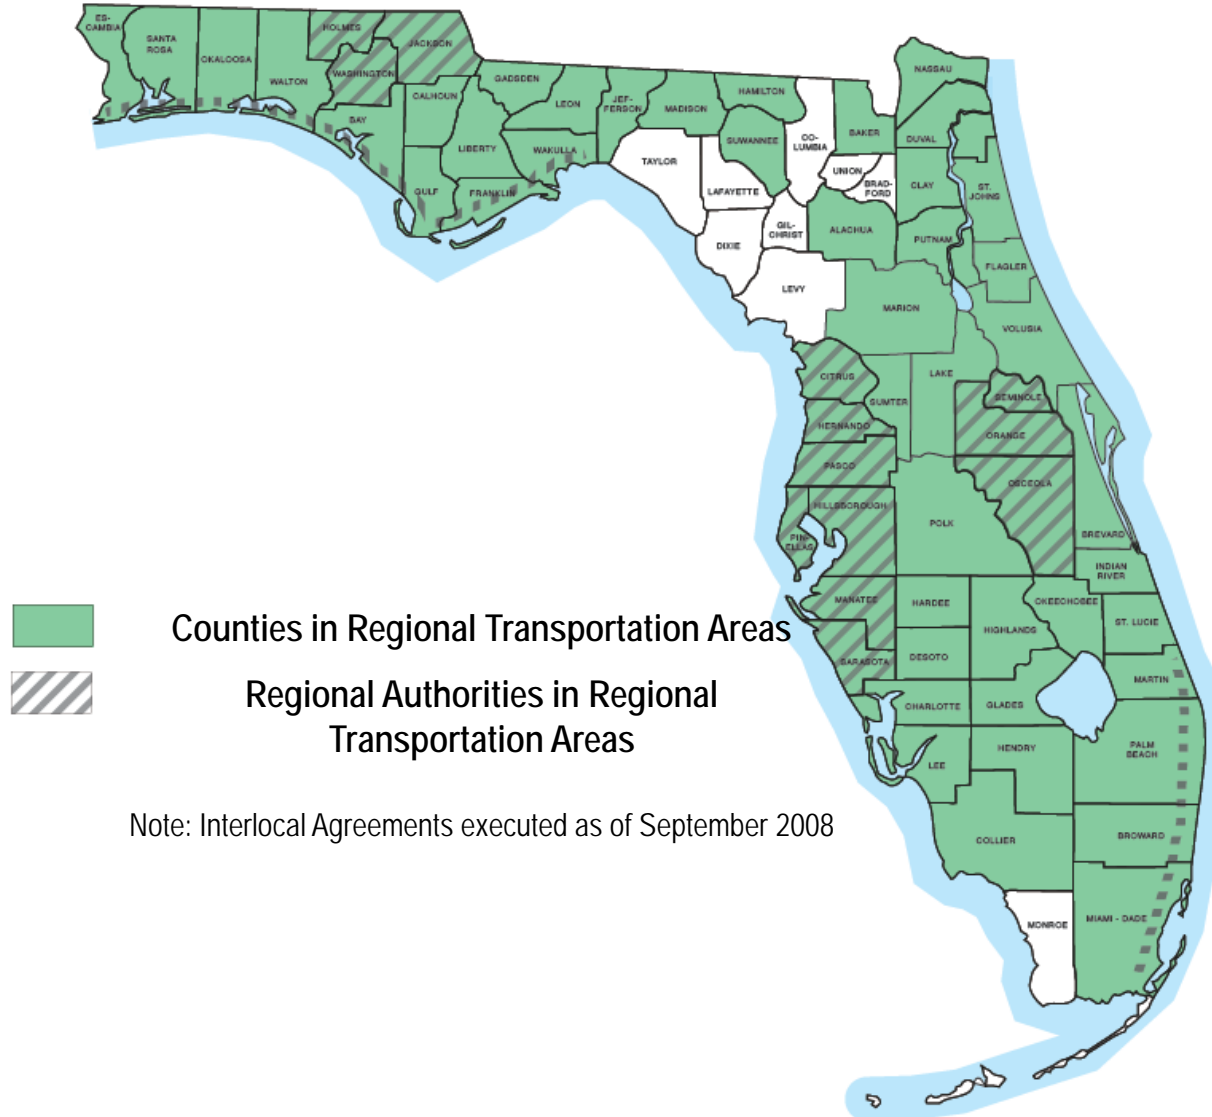 ES-
CAMBIA
SANTA
ROSA
OKALOOSA
WALTON
HOLMES
WASHINGTON
JACKSON
BAY
CALHOUN
GULF
GADSDEN
LIBERTY
FRANKLIN
LEON
WAKULLA
JEF-
FERSON
MADISON
TAYLOR
HAMILTON
SUWANNEE
LAFAYETTE
DIXIE
CO-
LUMBIA
GIL-
CHRIST
LEVY
BAKER
UNION
BRAD-
FORD
ALACHUA
NASSAU
DUVAL
CLAY
ST.
JOHNS
PUTNAM
FLAGLER
MARION
VOLUSIA
CITRUS
SUMTER
LAKE
SEMINOLE
HERNANDO
ORANGE
PASCO
OSCEOLA
HILLSBOROUGH
PIN-
ELLAS
POLK
BREVARD
INDIAN
RIVER
MANATEE
HARDEE
HIGHLANDS
OKEECHOBEE
ST. LUCIE
SARASOTA
DESOTO
MARTIN
CHARLOTTE
GLADES
LEE
HENDRY
PALM
BEACH
COLLIER
BROWARD
MONROE
MIAMI - DADE
Counties in Regional Transportation Areas
Regional Authorities in Regional
Transportation Areas
Note: Interlocal Agreements executed as of September 2008